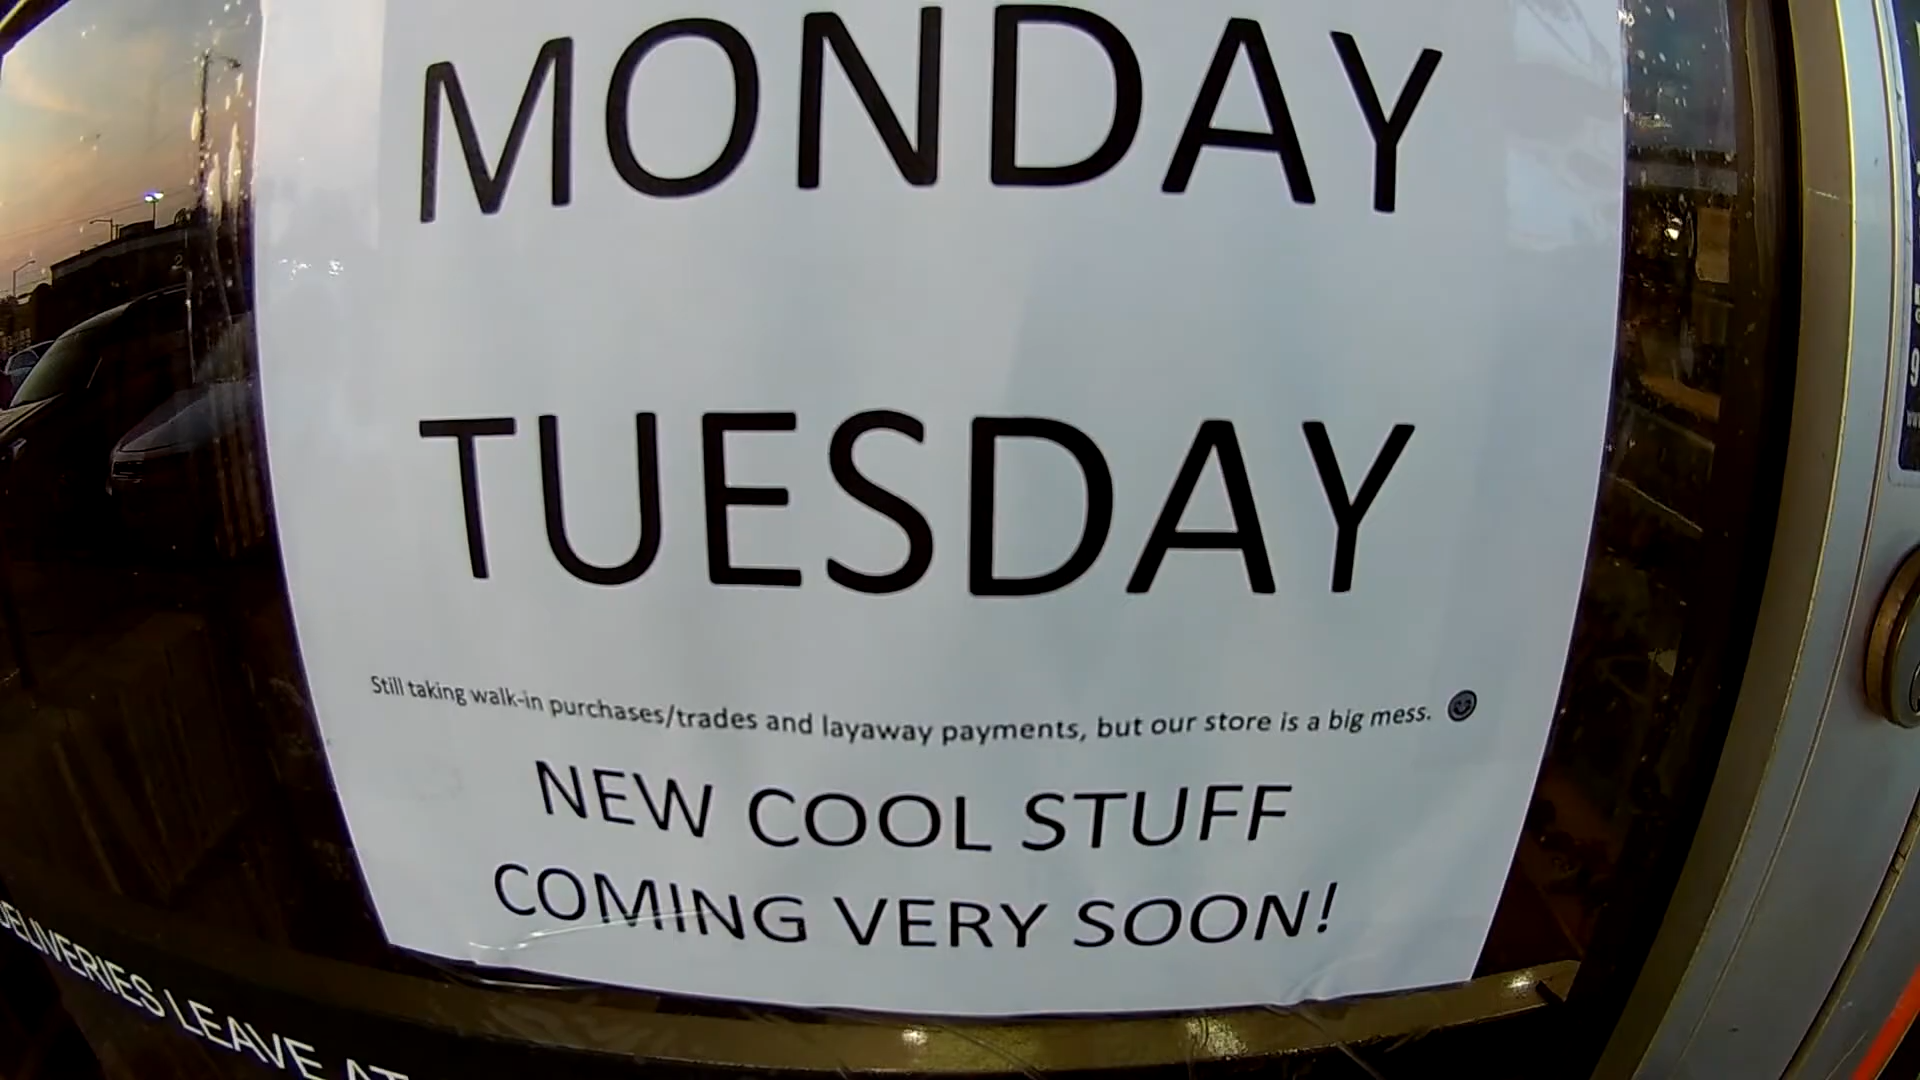 MONDAY
TUESDAY
Still taking walk-in purchases/trades and layaway payments, but our store is a big mess. ☺
NEW COOL STUFF
COMING VERY SOON!
DELIVERIES LEAVE AT
9